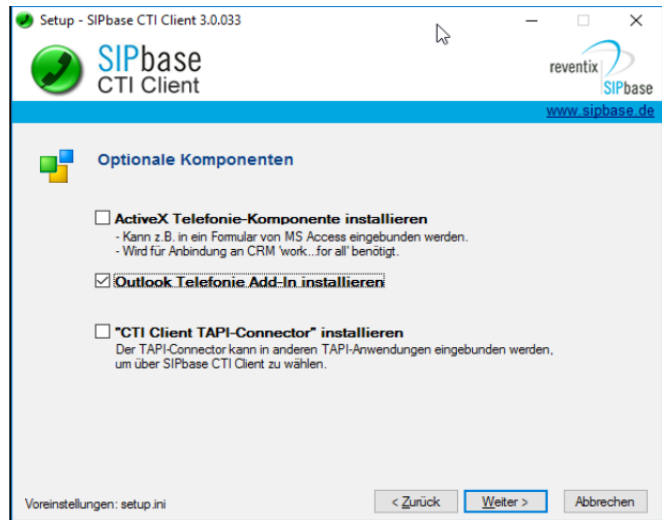 Setup - SIPbase CTI Client 3.0.033
SIPbase
CTI Client
reventix
SIPbase
www.sipbase.de
Optionale Komponenten
ActiveX Telefonie-Komponente installieren
- Kann z.B. in ein Formular von MS Access eingebunden werden.
- Wird für Anbindung an CRM 'work...for all' benötigt.
Outlook Telefonie Add-In installieren
"CTI Client TAPI-Connector" installieren
Der TAPI-Connector kann in anderen TAPI-Anwendungen eingebunden werden,
um über SIPbase CTI Client zu wählen.
Voreinstellungen: setup.ini
< Zurück
Weiter >
Abbrechen